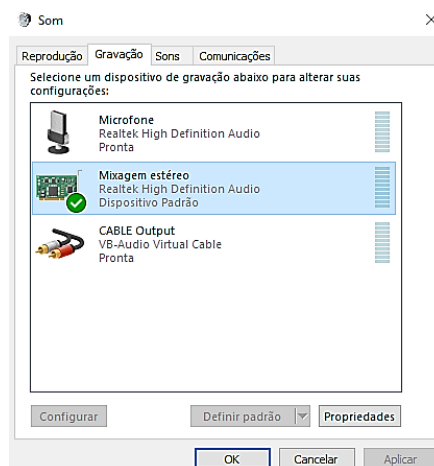 Som
Reprodução Gravação Sons Comunicações
Selecione um dispositivo de gravação abaixo para alterar suas
configurações:
Microfone
Realtek High Definition Audio
Pronta
Mixagem estéreo
Realtek High Definition Audio
Dispositivo Padrão
CABLE Output
VB-Audio Virtual Cable
Pronta
Configurar Definir padrão Propriedades
OK Cancelar Aplicar